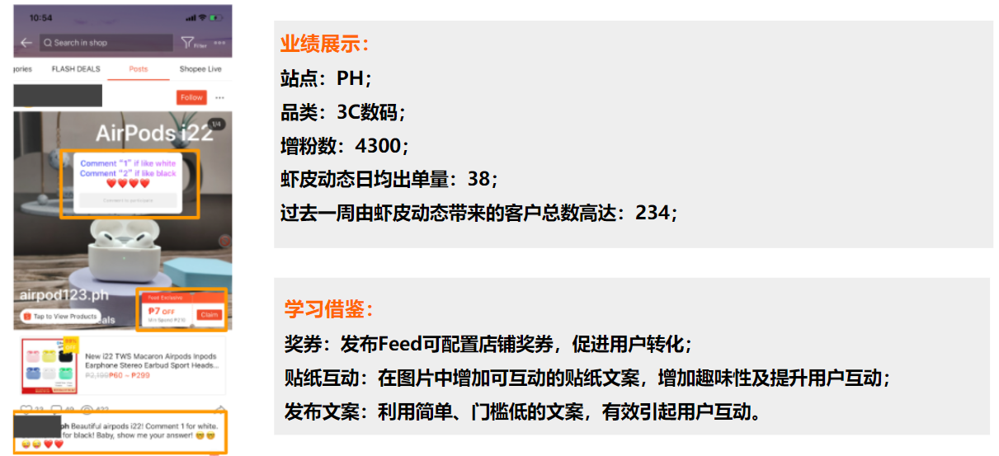 10:54
Search in shop
Filter
gories FLASH DEALS Posts Shopee Live
Follow
1/4
AirPods i22
Comment "1" if like white
Comment "2" if like black
Comment to participate
airpod123.ph
Tap to View Products
eals
Feed Exclusive
₱7 OFF
Min Spend ₱210
Claim
New i22 TWS Macaron Airpods Inpods
Earphone Stereo Earbud Sport Heads...
₱2,199₱60 ~ ₱299
33 49 422
ph Beautiful airpods i22! Comment 1 for white.
for black! Baby, show me your answer!
业绩展示：
站点：PH；
品类：3C数码；
增粉数：4300；
虾皮动态日均出单量：38；
过去一周由虾皮动态带来的客户总数高达：234；
学习借鉴：
奖券：发布Feed可配置店铺奖券，促进用户转化；
贴纸互动：在图片中增加可互动的贴纸文案，增加趣味性及提升用户互动；
发布文案：利用简单、门槛低的文案，有效引起用户互动。